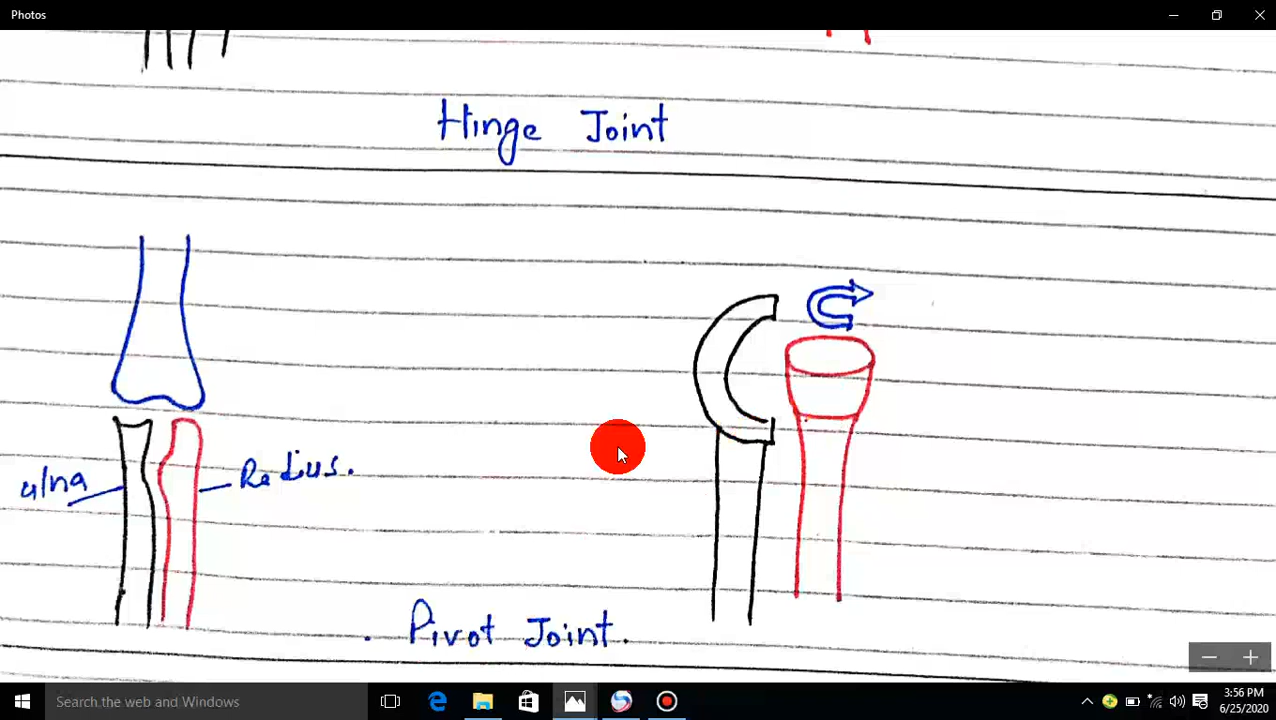 Photos
Hinge Joint
ulna
Radius.
Pivot Joint.
Search the web and Windows
3:56 PM
6/25/2020